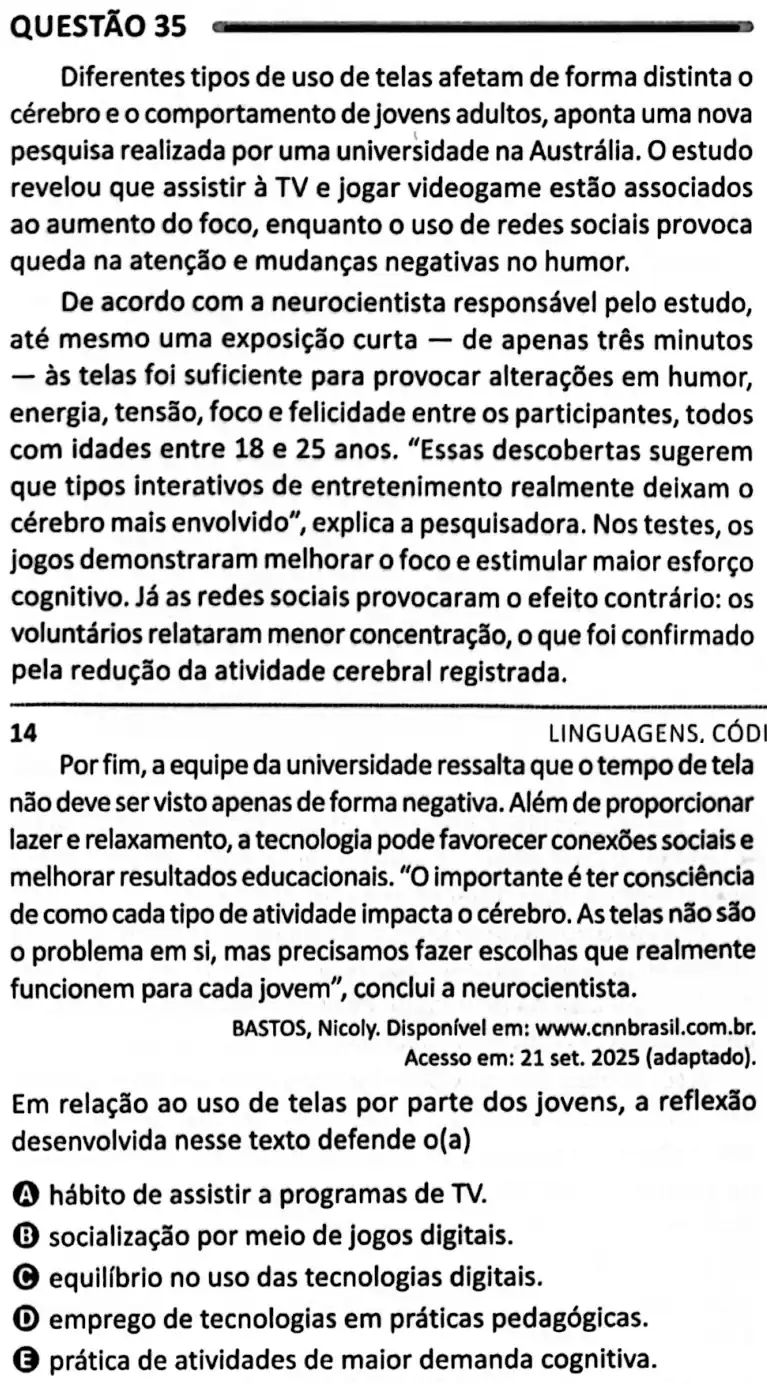 QUESTÃO 35
Diferentes tipos de uso de telas afetam de forma distinta o
cérebro e o comportamento de jovens adultos, aponta uma nova
pesquisa realizada por uma universidade na Austrália. O estudo
revelou que assistir à TV e jogar videogame estão associados
ao aumento do foco, enquanto o uso de redes sociais provoca
queda na atenção e mudanças negativas no humor.
De acordo com a neurocientista responsável pelo estudo,
até mesmo uma exposição curta — de apenas três minutos
— às telas foi suficiente para provocar alterações em humor,
energia, tensão, foco e felicidade entre os participantes, todos
com idades entre 18 e 25 anos. "Essas descobertas sugerem
que tipos interativos de entretenimento realmente deixam o
cérebro mais envolvido", explica a pesquisadora. Nos testes, os
jogos demonstraram melhorar o foco e estimular maior esforço
cognitivo. Já as redes sociais provocaram o efeito contrário: os
voluntários relataram menor concentração, o que foi confirmado
pela redução da atividade cerebral registrada.
14 LINGUAGENS, CÓDI
Por fim, a equipe da universidade ressalta que o tempo de tela
não deve ser visto apenas de forma negativa. Além de proporcionar
lazer e relaxamento, a tecnologia pode favorecer conexões sociais e
melhorar resultados educacionais. "O importante é ter consciência
de como cada tipo de atividade impacta o cérebro. As telas não são
o problema em si, mas precisamos fazer escolhas que realmente
funcionem para cada jovem", conclui a neurocientista.
BASTOS, Nicoly. Disponível em: www.cnnbrasil.com.br.
Acesso em: 21 set. 2025 (adaptado).
Em relação ao uso de telas por parte dos jovens, a reflexão
desenvolvida nesse texto defende o(a)
A hábito de assistir a programas de TV.
B socialização por meio de jogos digitais.
C equilíbrio no uso das tecnologias digitais.
D emprego de tecnologias em práticas pedagógicas.
E prática de atividades de maior demanda cognitiva.